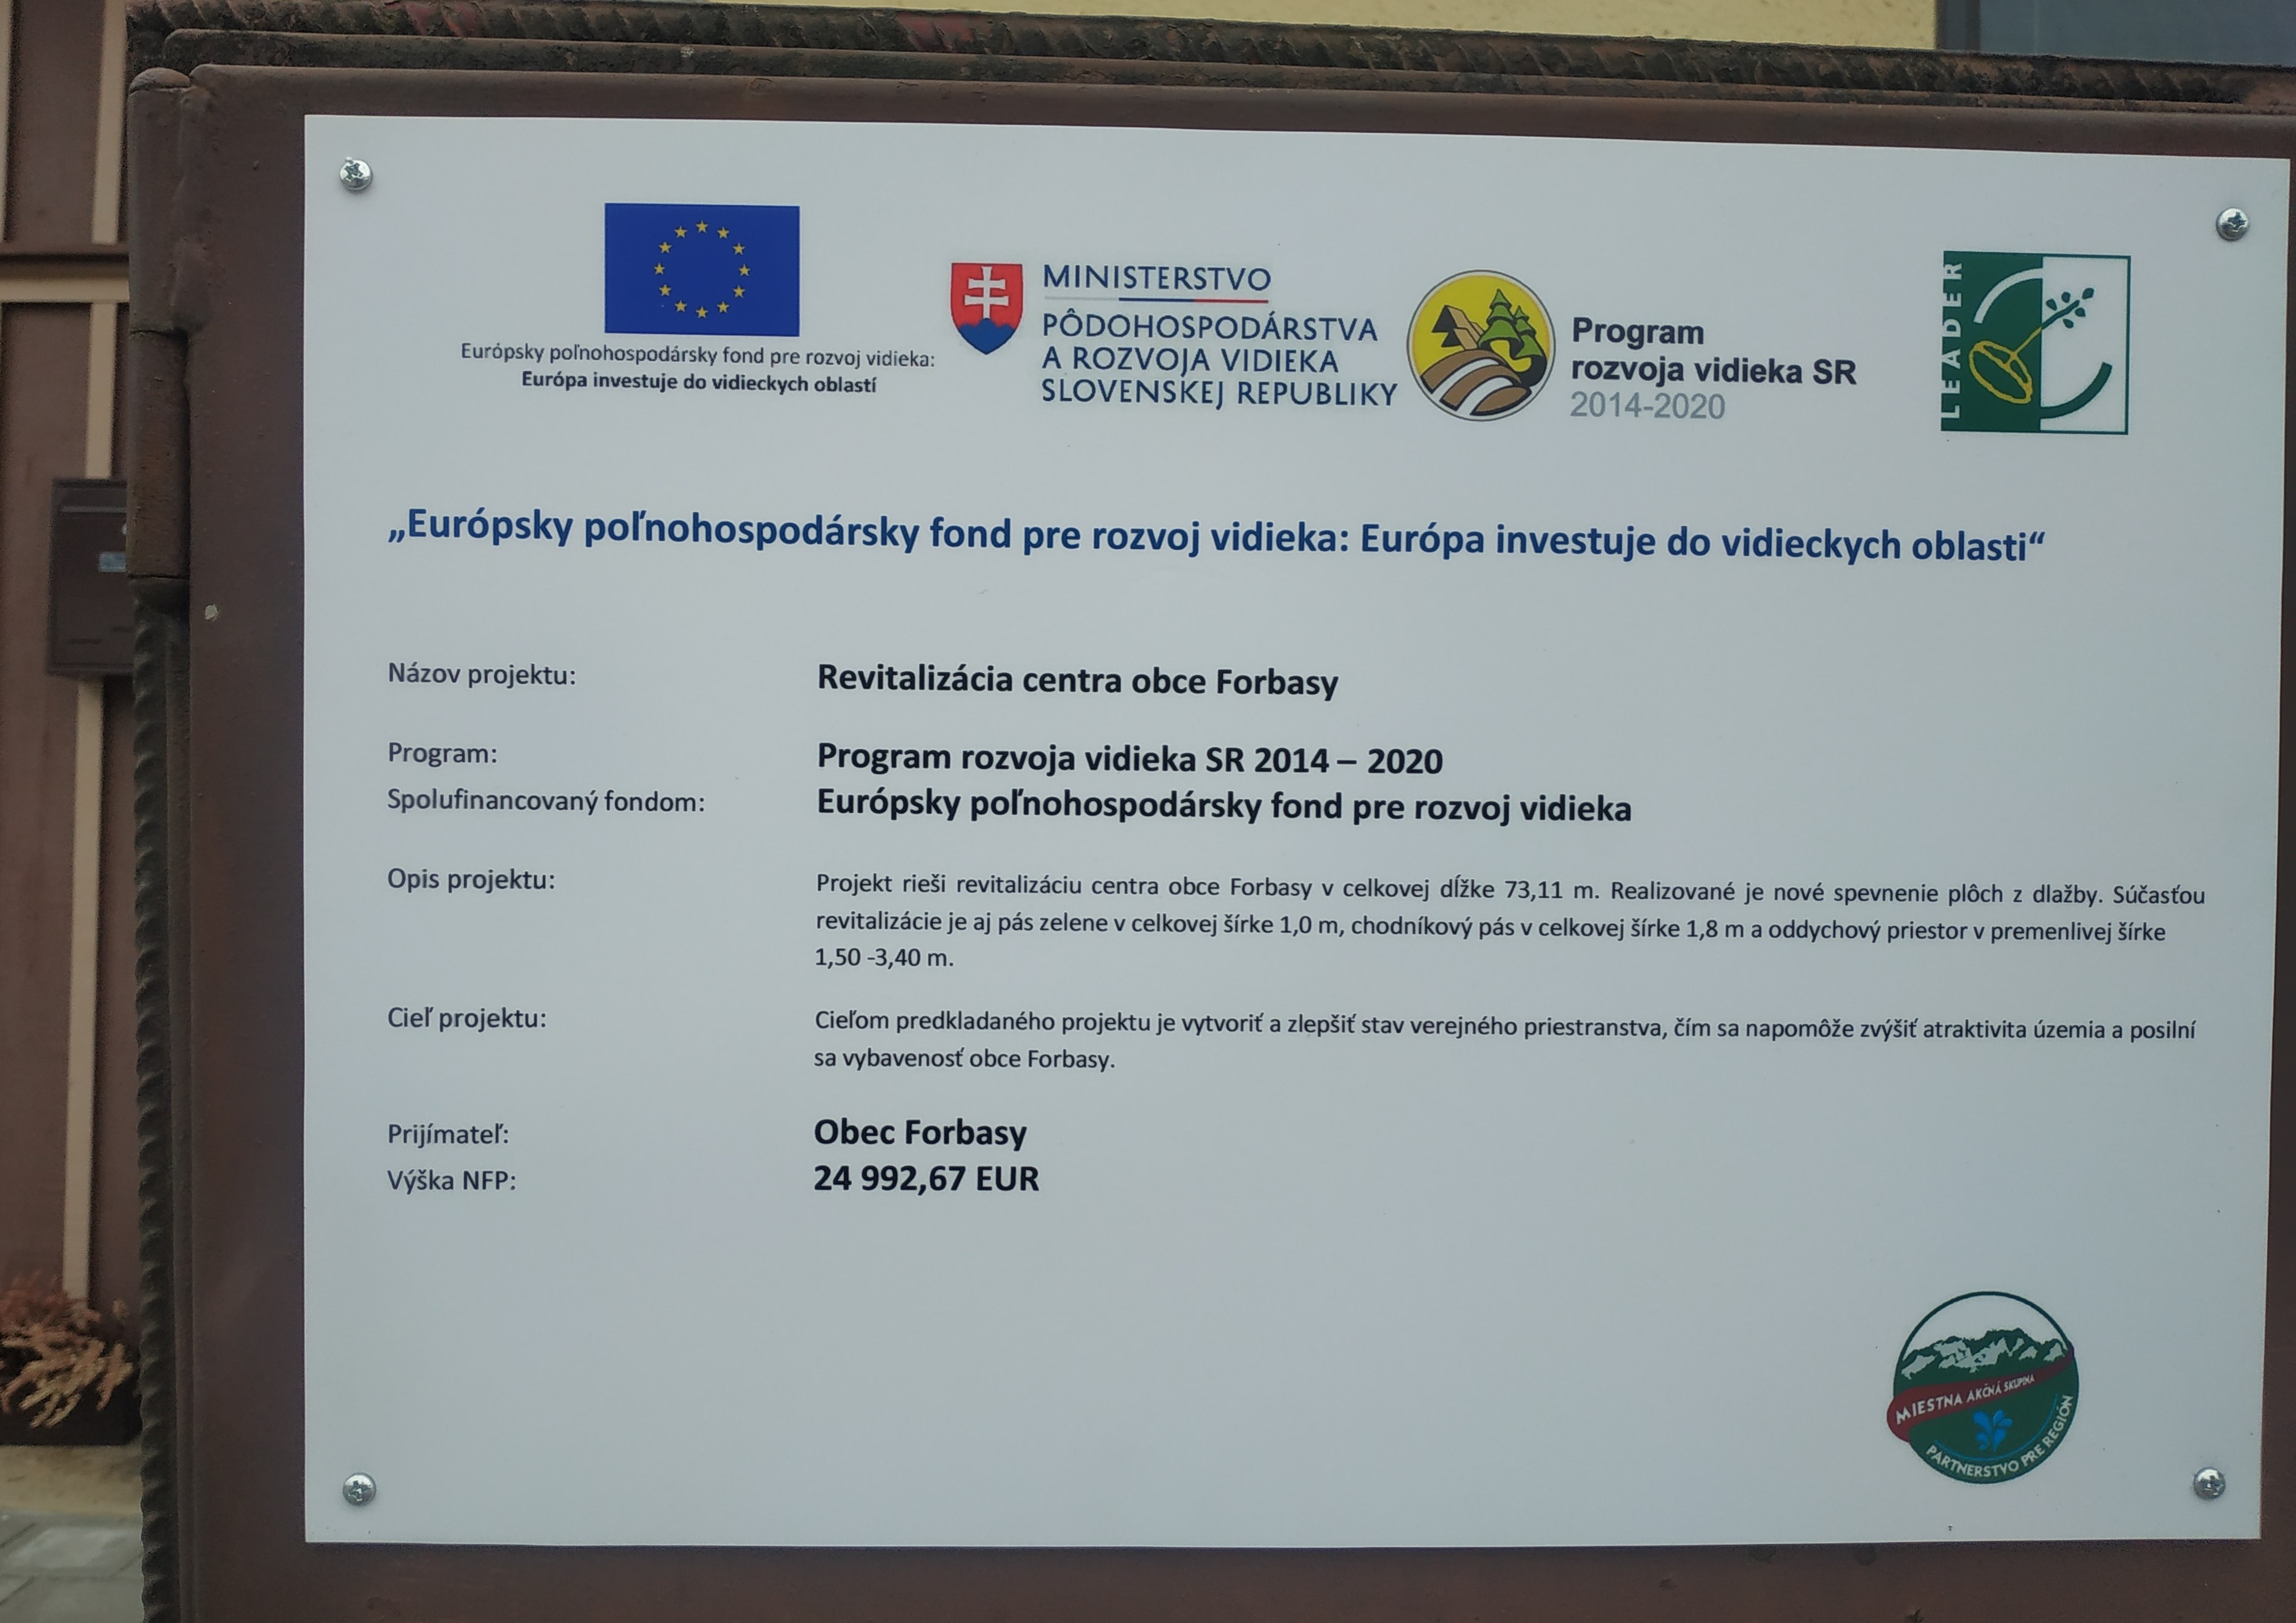 Európsky poľnohospodársky fond pre rozvoj vidieka:
Európa investuje do vidieckych oblastí
MINISTERSTVO
PÔDOHOSPODÁRSTVA
A ROZVOJA VIDIEKA
SLOVENSKEJ REPUBLIKY
Program
rozvoja vidieka SR
2014-2020
LEADER
„Európsky poľnohospodársky fond pre rozvoj vidieka: Európa investuje do vidieckych oblasti“
Názov projektu: Revitalizácia centra obce Forbasy
Program: Program rozvoja vidieka SR 2014 – 2020
Spolufinancovaný fondom: Európsky poľnohospodársky fond pre rozvoj vidieka
Opis projektu: Projekt rieši revitalizáciu centra obce Forbasy v celkovej dĺžke 73,11 m. Realizované je nové spevnenie plôch z dlažby. Súčasťou
revitalizácie je aj pás zelene v celkovej šírke 1,0 m, chodníkový pás v celkovej šírke 1,8 m a oddychový priestor v premenlivej šírke
1,50 -3,40 m.
Cieľ projektu: Cieľom predkladaného projektu je vytvoriť a zlepšiť stav verejného priestranstva, čím sa napomôže zvýšiť atraktivita územia a posilní
sa vybavenosť obce Forbasy.
Prijímateľ: Obec Forbasy
Výška NFP: 24 992,67 EUR
MIESTNA AKČNÁ SKUPINA
PARTNERSTVO PRE REGIÓN